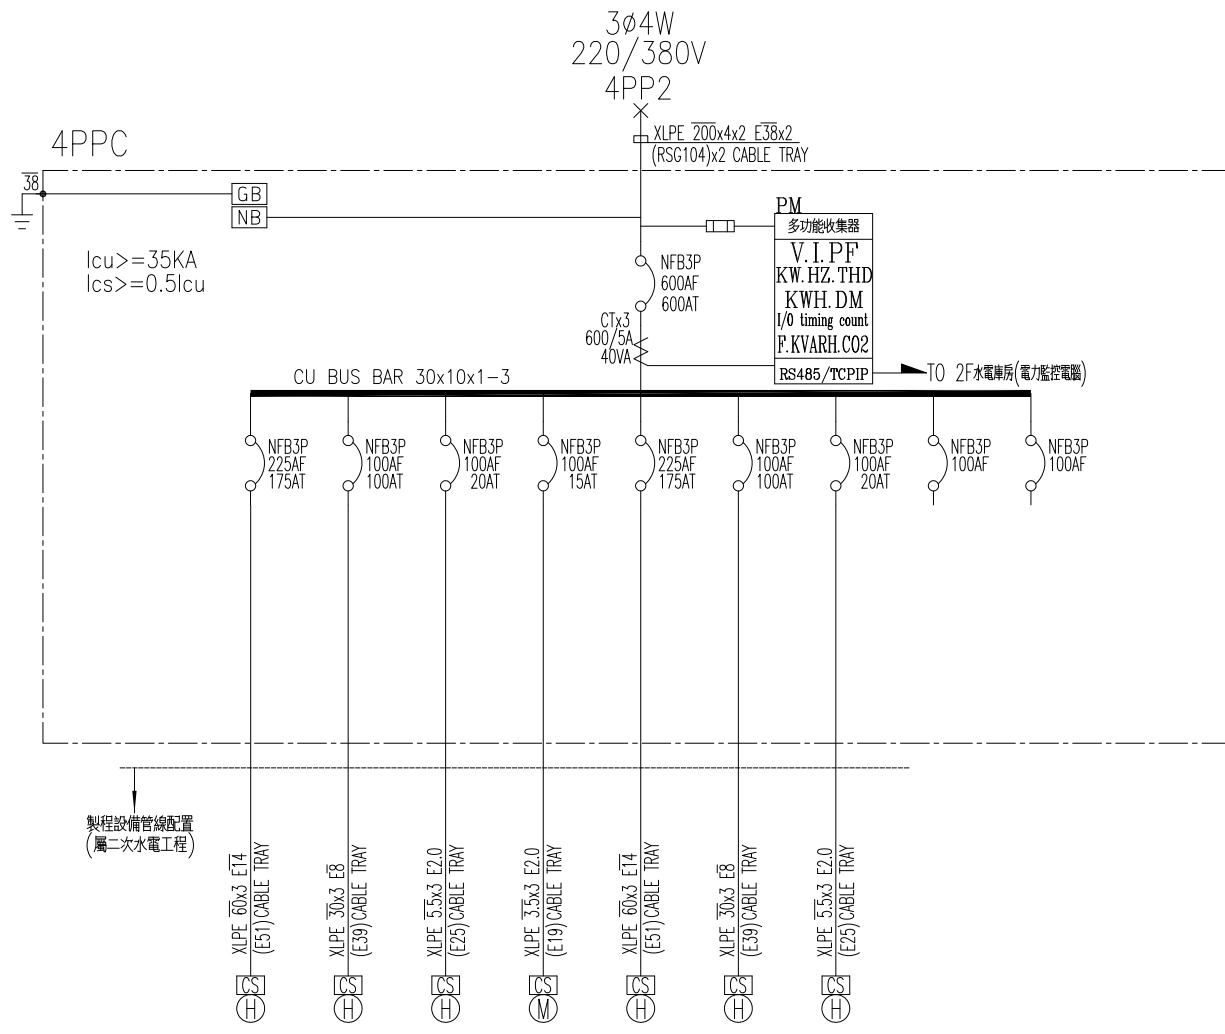 3ø4W
220/380V
4PP2
XLPE 200x4x2 E38x2
(RSG104)x2 CABLE TRAY
4PPC
38
GB
NB
Icu>=35KA
Ics>=0.5Icu
PM
多功能收集器
V.I.PF
KW.HZ.THD
KWH.DM
I/O timing count
F.KVARH.CO2
RS485/TCPIP
TO 2F水電庫房(電力監控電腦)
NFB3P
600AF
600AT
CTx3
600/5A
40VA
CU BUS BAR 30x10x1-3
NFB3P
225AF
175AT
NFB3P
100AF
100AT
NFB3P
100AF
20AT
NFB3P
100AF
15AT
NFB3P
225AF
175AT
NFB3P
100AF
100AT
NFB3P
100AF
20AT
NFB3P
100AF
NFB3P
100AF
製程設備管線配置
(屬二次水電工程)
XLPE 60x3 E14
(E51)CABLE TRAY
XLPE 30x3 E8
(E39)CABLE TRAY
XLPE 5.5x3 E2.0
(E25)CABLE TRAY
XLPE 3.5x3 E2.0
(E19)CABLE TRAY
XLPE 60x3 E14
(E51)CABLE TRAY
XLPE 30x3 E8
(E39)CABLE TRAY
XLPE 5.5x3 E2.0
(E25)CABLE TRAY
CS
H
CS
H
CS
H
CS
M
CS
H
CS
H
CS
H